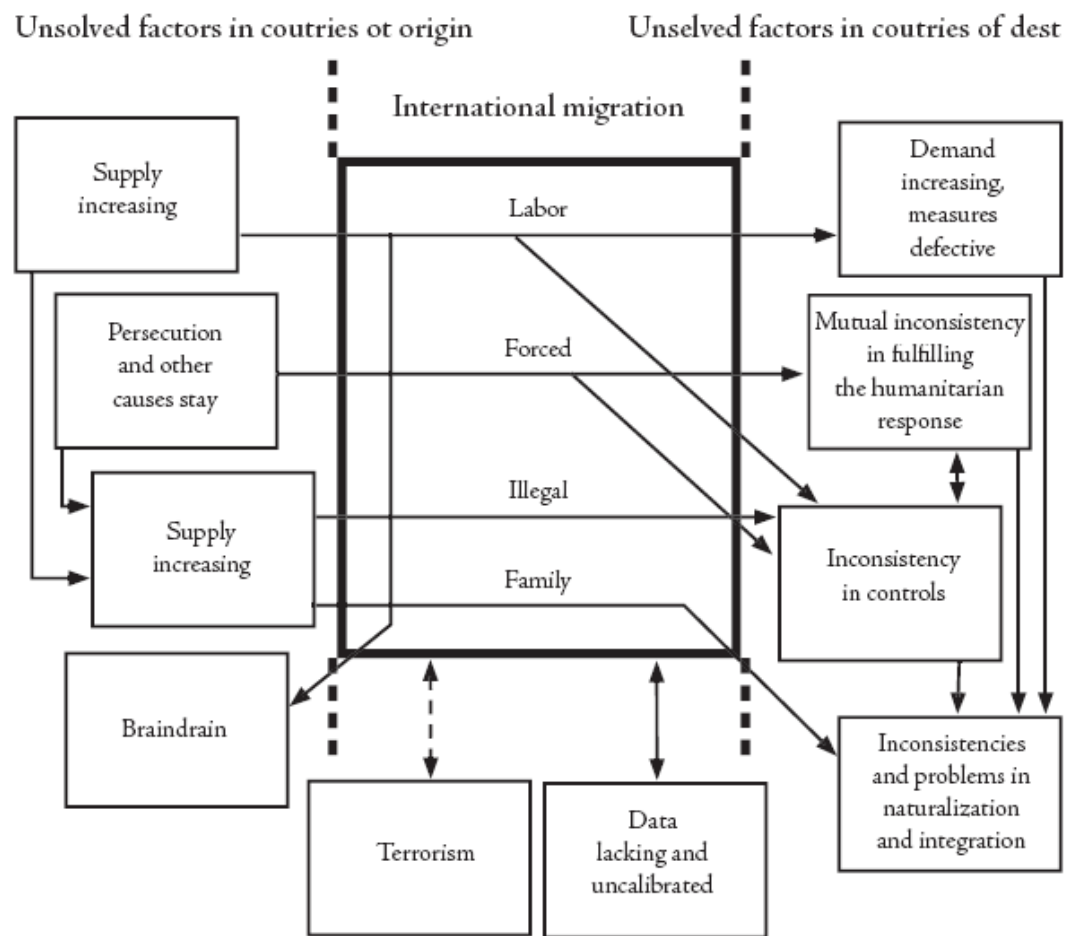 Unsolved factors in coutries ot origin
Unselved factors in coutries of dest
International migration
Supply
increasing
Labor
Demand
increasing,
measures
defective
Persecution
and other
causes stay
Forced
Mutual inconsistency
in fulfilling
the humanitarian
response
Supply
increasing
Illegal
Family
Inconsistency
in controls
Braindrain
Terrorism
Data
lacking and
uncalibrated
Inconsistencies
and problems in
naturalization
and integration